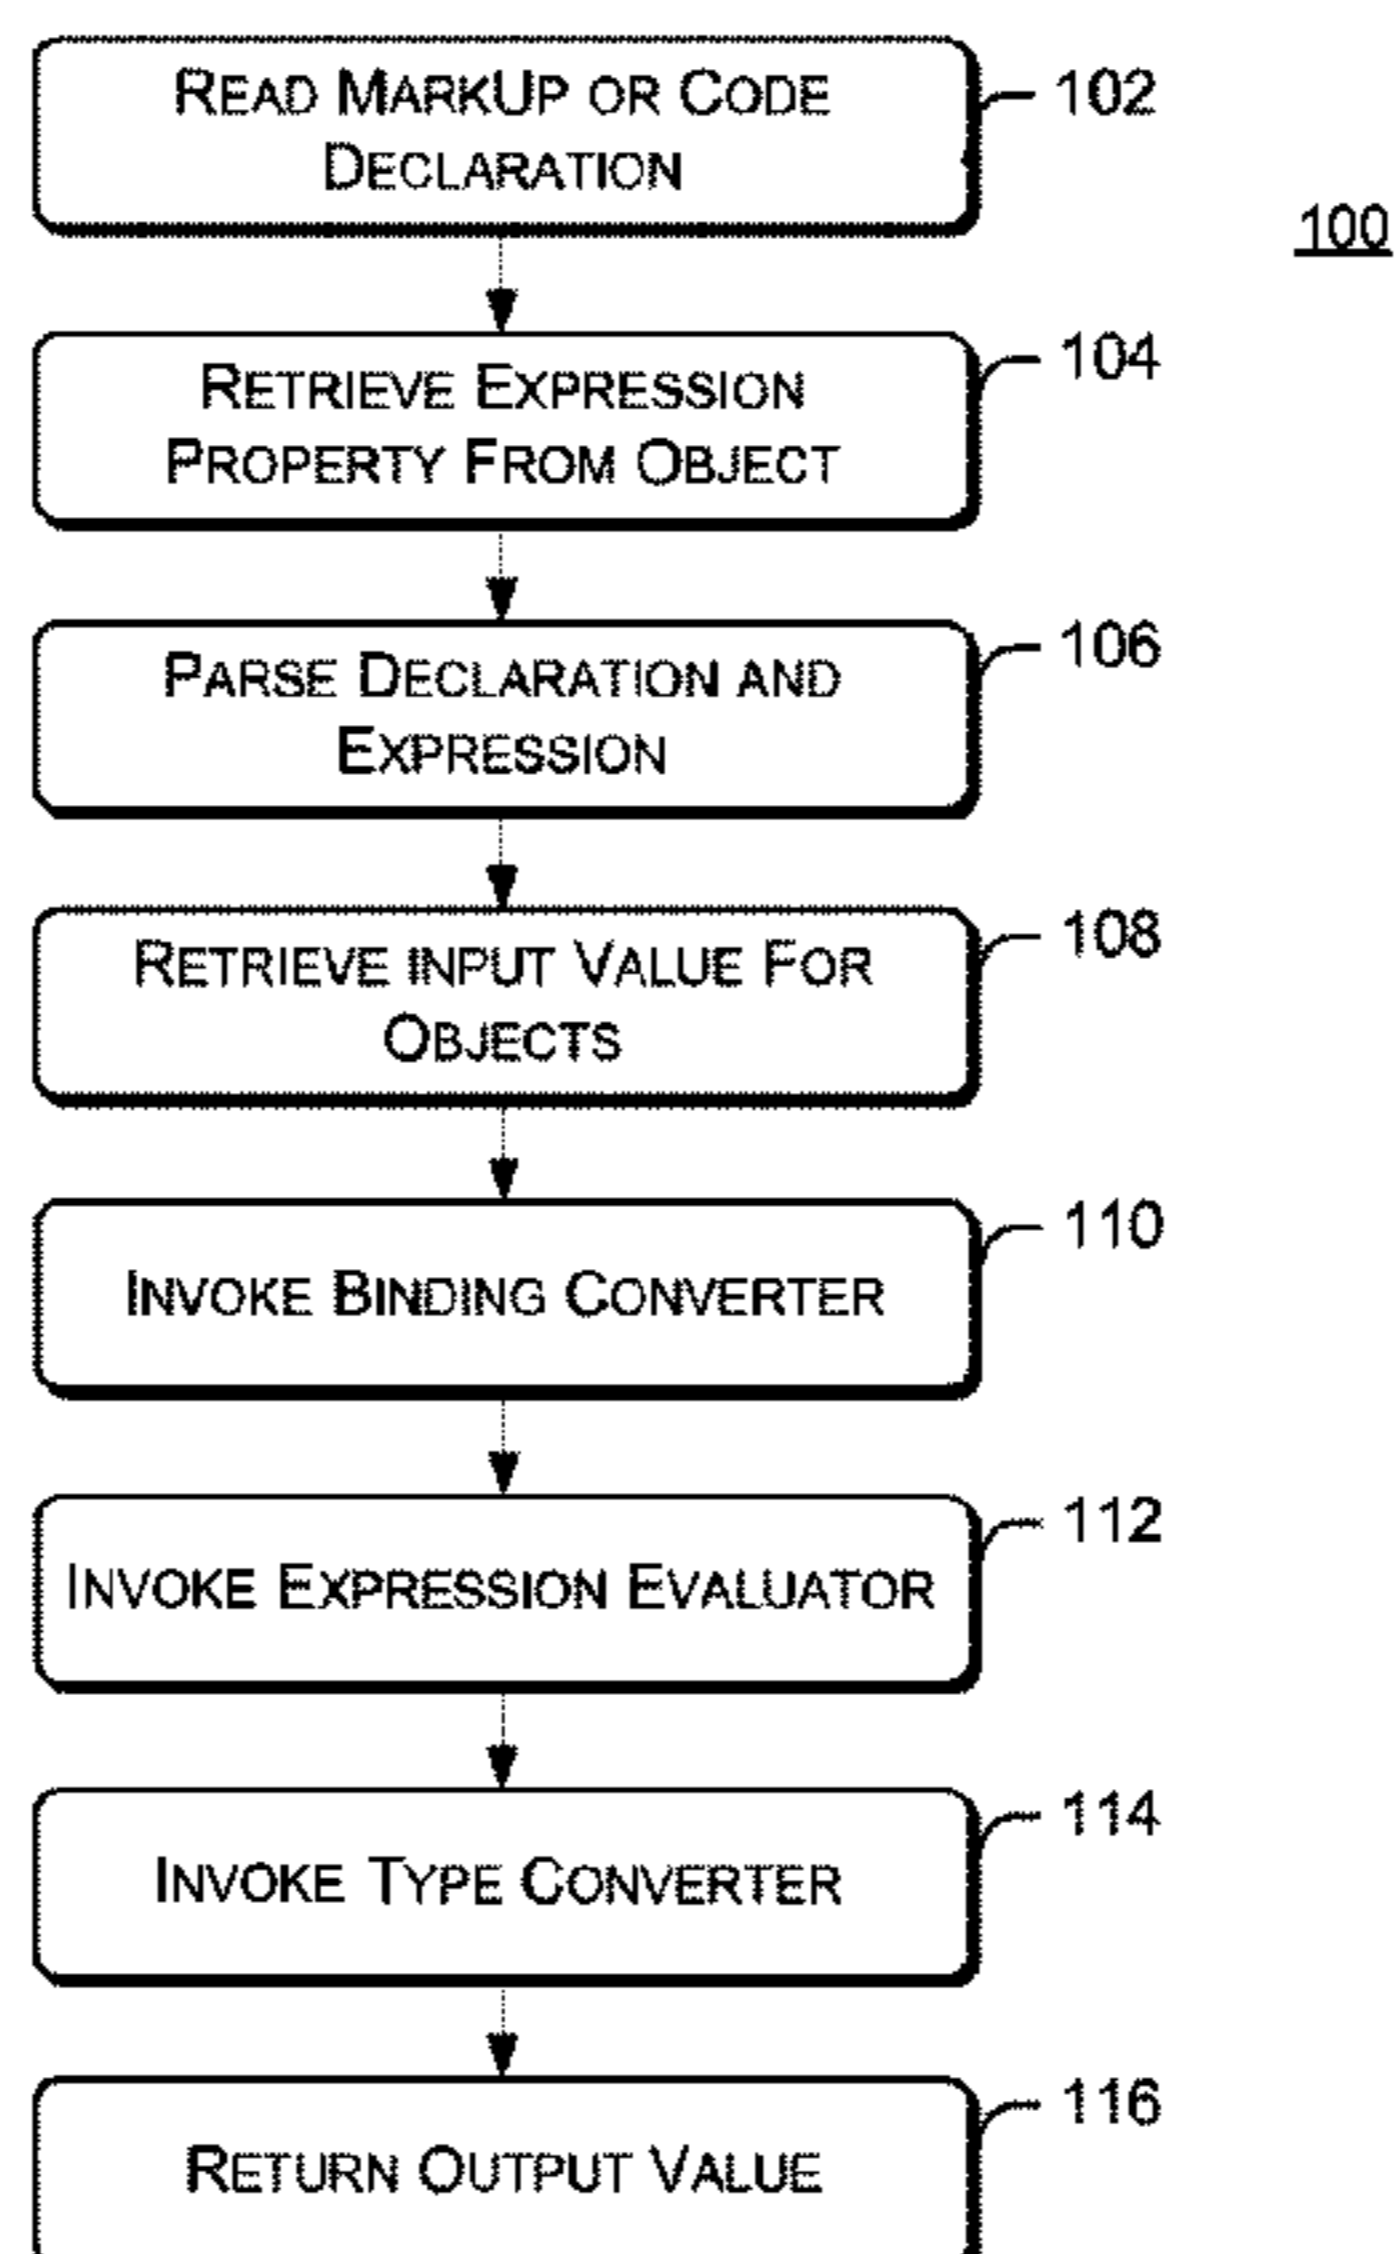 READ MARKUP OR CODE
DECLARATION
102
100
RETRIEVE EXPRESSION
PROPERTY FROM OBJECT
104
PARSE DECLARATION AND
EXPRESSION
106
RETRIEVE INPUT VALUE FOR
OBJECTS
108
INVOKE BINDING CONVERTER
110
INVOKE EXPRESSION EVALUATOR
112
INVOKE TYPE CONVERTER
114
RETURN OUTPUT VALUE
116